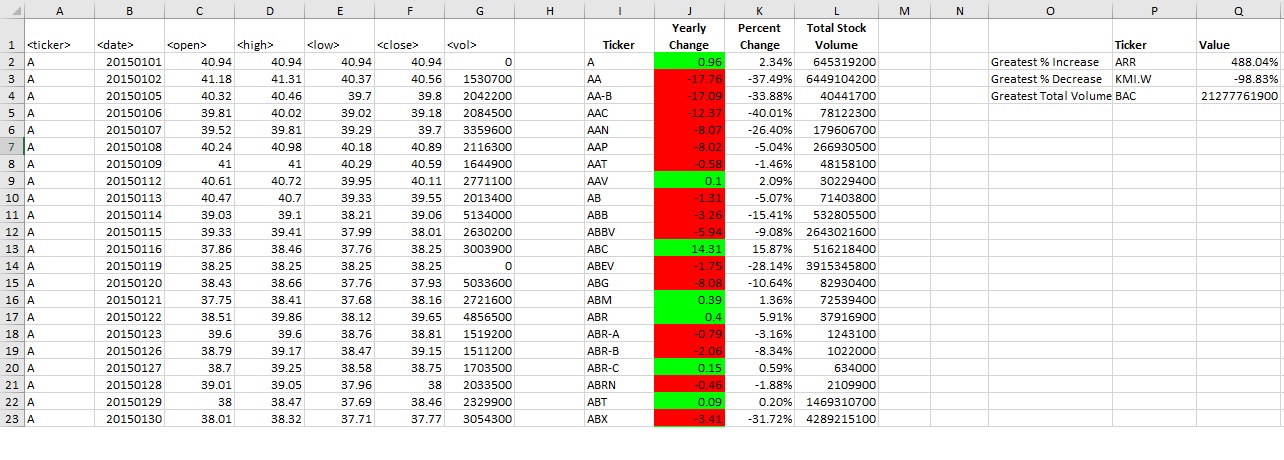 A B C D E F G H I J K L M N O P Q
Yearly Percent Total Stock
1 <ticker> <date> <open> <high> <low> <close> <vol> Ticker Change Change Volume Ticker Value
2 A 20150101 40.94 40.94 40.94 40.94 0 A 0.96 2.34% 645319200 Greatest % Increase ARR 488.04%
3 A 20150102 41.18 41.31 40.37 40.56 1530700 AA -17.76 -37.49% 6449104200 Greatest % Decrease KMI.W -98.83%
4 A 20150105 40.32 40.46 39.7 39.8 2042200 AA-B -17.09 -33.88% 40441700 Greatest Total Volume BAC 21277761900
5 A 20150106 39.81 40.02 39.02 39.18 2084500 AAC -12.37 -40.01% 78122300
6 A 20150107 39.52 39.81 39.29 39.7 3359600 AAN -8.07 -26.40% 179606700
7 A 20150108 40.24 40.98 40.18 40.89 2116300 AAP -8.02 -5.04% 266930500
8 A 20150109 41 41 40.29 40.59 1644900 AAT -0.58 -1.46% 48158100
9 A 20150112 40.61 40.72 39.95 40.11 2771100 AAV 0.1 2.09% 30229400
10 A 20150113 40.47 40.7 39.33 39.55 2013400 AB -1.31 -5.07% 71403800
11 A 20150114 39.03 39.1 38.21 39.06 5134000 ABB -3.26 -15.41% 532805500
12 A 20150115 39.33 39.41 37.99 38.01 2630200 ABBV -5.94 -9.08% 2643021600
13 A 20150116 37.86 38.46 37.76 38.25 3003900 ABC 14.31 15.87% 516218400
14 A 20150119 38.25 38.25 38.25 38.25 0 ABEV -1.75 -28.14% 3915345800
15 A 20150120 38.43 38.66 37.76 37.98 5033600 ABG -8.08 -10.64% 82930400
16 A 20150121 37.75 38.41 37.68 38.16 2721600 ABM 0.39 1.36% 72539400
17 A 20150122 38.51 39.86 38.12 39.65 4856500 ABR 0.4 5.91% 37916900
18 A 20150123 39.6 39.6 38.76 38.81 1519200 ABR-A -0.79 -3.16% 1243100
19 A 20150126 38.79 39.17 38.47 39.15 1511200 ABR-B -2.06 -8.34% 1022000
20 A 20150127 38.7 39.25 38.58 38.75 1703500 ABR-C 0.15 0.59% 634000
21 A 20150128 39.01 39.05 37.96 38 2033500 ABRN -0.46 -1.88% 2109900
22 A 20150129 38 38.47 37.69 38.46 2329900 ABT 0.09 0.20% 1469310700
23 A 20150130 38.01 38.32 37.71 37.77 3054300 ABX -3.41 -31.72% 4289215100